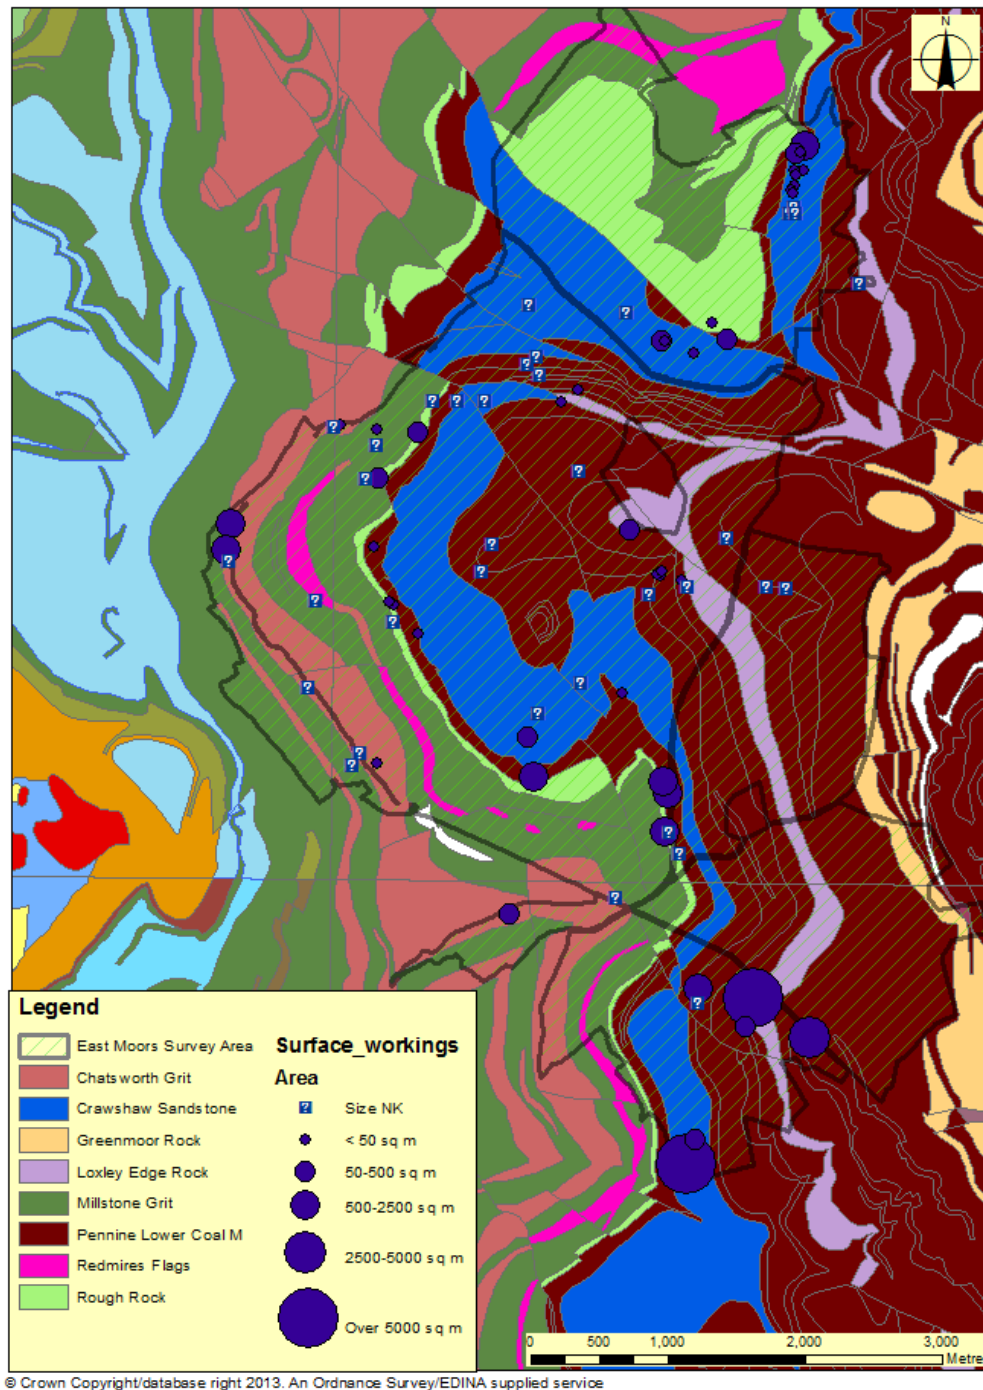 N
Legend
East Moors Survey Area
Chatsworth Grit
Crawshaw Sandstone
Greenmoor Rock
Loxley Edge Rock
Millstone Grit
Pennine Lower Coal M
Redmires Flags
Rough Rock
Surface_workings
Area
? Size NK
< 50 sq m
50-500 sq m
500-2500 sq m
2500-5000 sq m
Over 5000 sq m
0 500 1,000 2,000 3,000
Metre
© Crown Copyright/database right 2013. An Ordnance Survey/EDINA supplied service